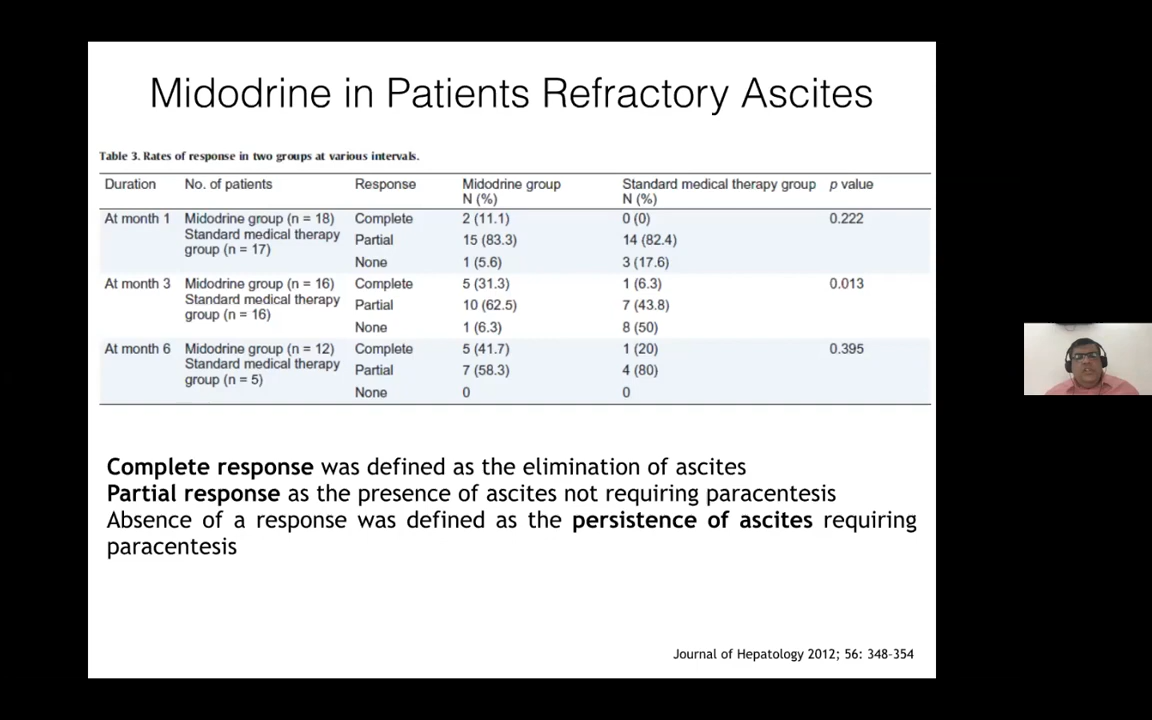 Midodrine in Patients Refractory Ascites
Table 3. Rates of response in two groups at various intervals.
Duration No. of patients Response Midodrine group N (%) Standard medical therapy group N (%) p value
At month 1 Midodrine group (n = 18) Complete 2 (11.1) 0 (0) 0.222
Standard medical therapy group (n = 17) Partial 15 (83.3) 14 (82.4)
None 1 (5.6) 3 (17.6)
At month 3 Midodrine group (n = 16) Complete 5 (31.3) 1 (6.3) 0.013
Standard medical therapy group (n = 16) Partial 10 (62.5) 7 (43.8)
None 1 (6.3) 8 (50)
At month 6 Midodrine group (n = 12) Complete 5 (41.7) 1 (20) 0.395
Standard medical therapy group (n = 5) Partial 7 (58.3) 4 (80)
None 0 0
Complete response was defined as the elimination of ascites
Partial response as the presence of ascites not requiring paracentesis
Absence of a response was defined as the persistence of ascites requiring
paracentesis
Journal of Hepatology 2012; 56: 348-354